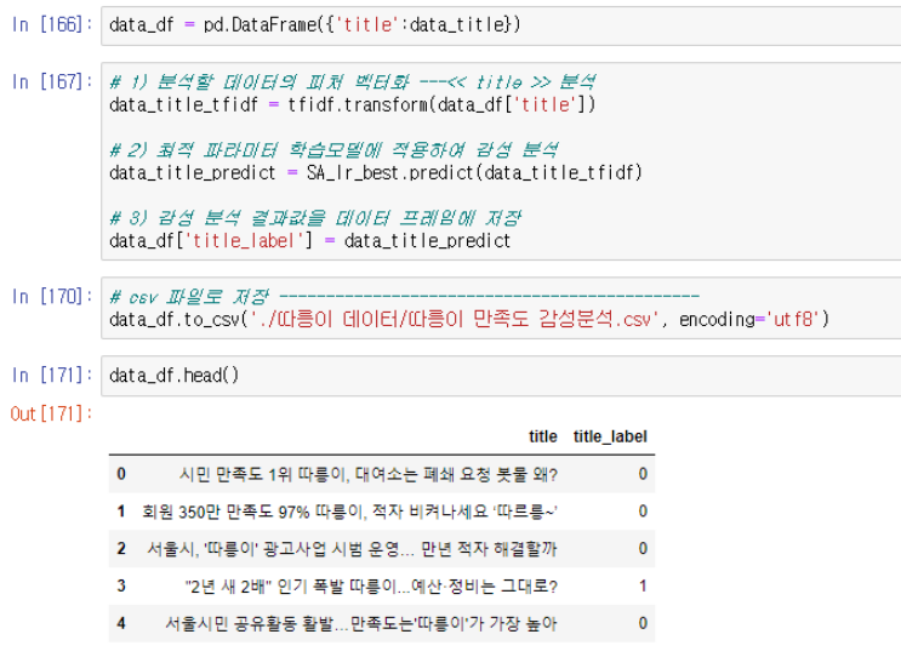 In [166]: data_df = pd.DataFrame({'title':data_title})
In [167]: # 1) 분석할 데이터의 피처 벡터화 ---<< title >> 분석
data_title_tfidf = tfidf.transform(data_df['title'])
# 2) 최적 파라미터 학습모델에 적용하여 감성 분석
data_title_predict = SA_lr_best.predict(data_title_tfidf)
# 3) 감성 분석 결과값을 데이터 프레임에 저장
data_df['title_label'] = data_title_predict
In [170]: # csv 파일로 저장 ---------------------------------------------
data_df.to_csv('./따릉이 데이터/따릉이 만족도 감성분석.csv', encoding='utf8')
In [171]: data_df.head()
Out[171]:
title title_label
0 시민 만족도 1위 따릉이, 대여소는 폐쇄 요청 봇물 왜? 0
1 회원 350만 만족도 97% 따릉이, 적자 비켜나세요 ‘따르릉~’ 0
2 서울시, '따릉이' 광고사업 시범 운영... 만년 적자 해결할까 0
3 "2년 새 2배" 인기 폭발 따릉이...예산·정비는 그대로? 1
4 서울시민 공유활동 활발...만족도는'따릉이'가 가장 높아 0